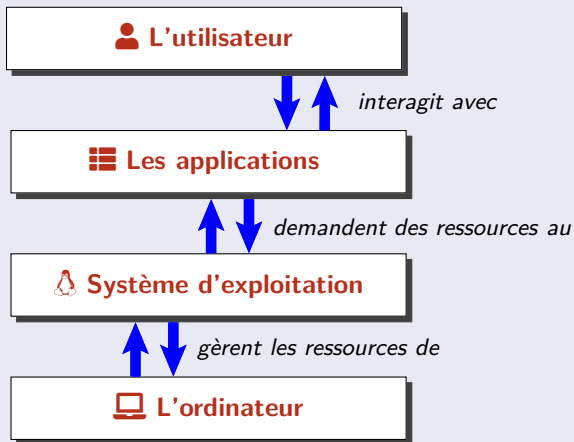 L'utilisateur
interagit avec
Les applications
demandent des ressources au
Système d'exploitation
gèrent les ressources de
L'ordinateur